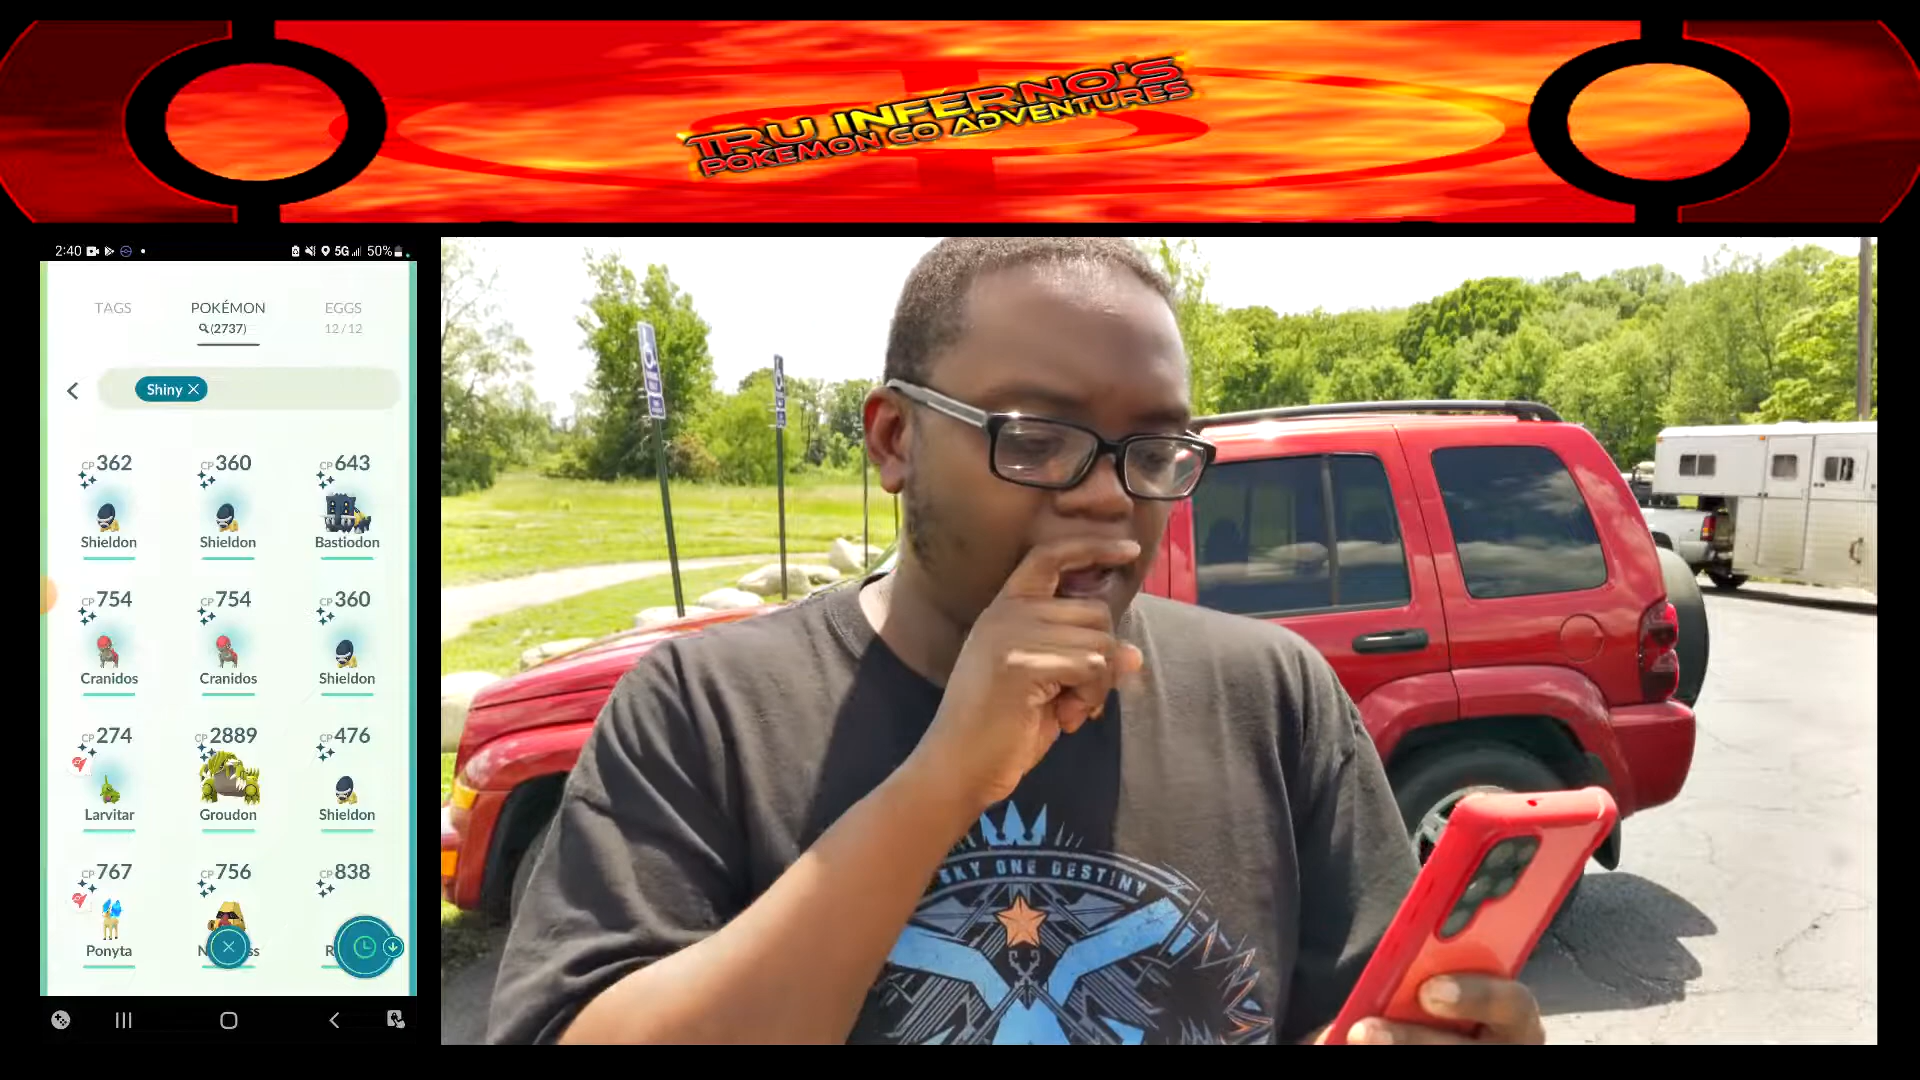 TRU INFERNO'S
POKEMON GO ADVENTURES
2:40 5G 50%
TAGS POKÉMON EGGS
(2737) 12 / 12
Shiny
CP362 CP360 CP643
Shieldon Shieldon Bastiodon
CP754 CP754 CP360
Cranidos Cranidos Shieldon
CP274 CP2889 CP476
Larvitar Groudon Shieldon
CP767 CP756 CP838
Ponyta
SKY ONE DESTINY